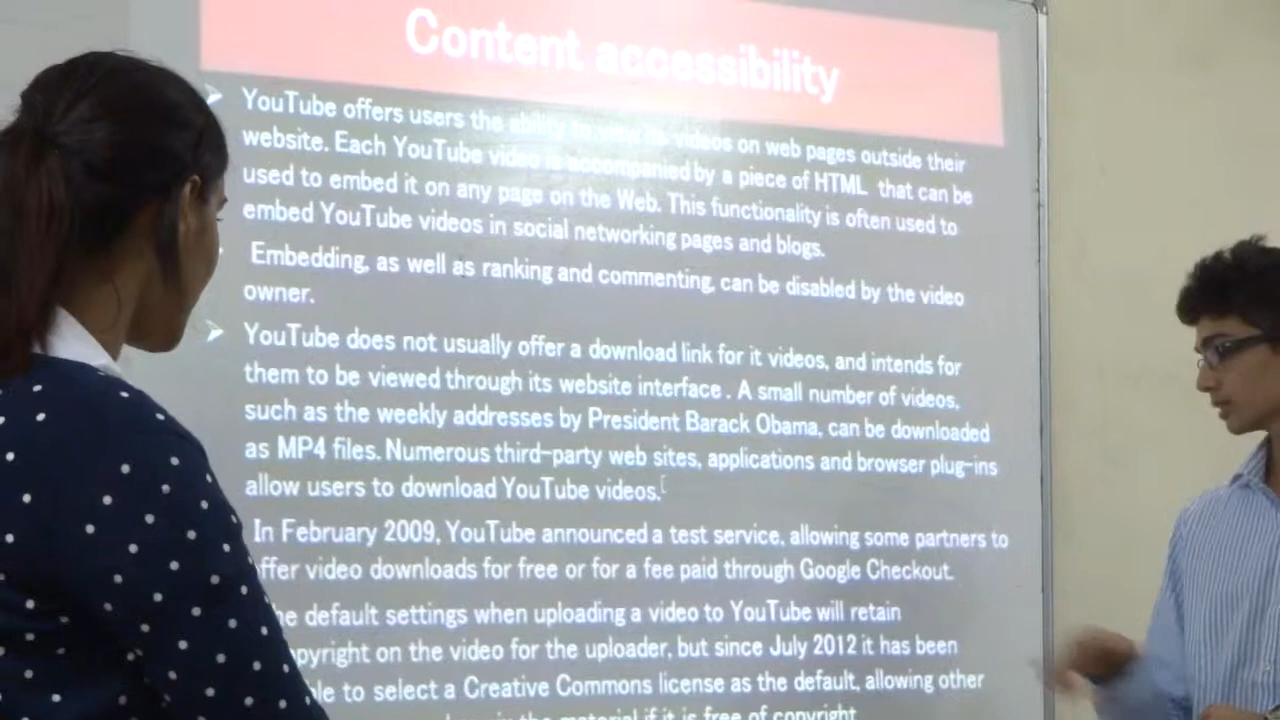 Content accessibility
YouTube offers users the ability to view its videos on web pages outside their
website. Each YouTube video is accompanied by a piece of HTML that can be
used to embed it on any page on the Web. This functionality is often used to
embed YouTube videos in social networking pages and blogs.
Embedding, as well as ranking and commenting, can be disabled by the video
owner.
YouTube does not usually offer a download link for it videos, and intends for
them to be viewed through its website interface. A small number of videos,
such as the weekly addresses by President Barack Obama, can be downloaded
as MP4 files. Numerous third-party web sites, applications and browser plug-ins
allow users to download YouTube videos.[
In February 2009, YouTube announced a test service, allowing some partners to
ffer video downloads for free or for a fee paid through Google Checkout.
he default settings when uploading a video to YouTube will retain
pyright on the video for the uploader, but since July 2012 it has been
le to select a Creative Commons license as the default, allowing other
the material if it is free of copyright